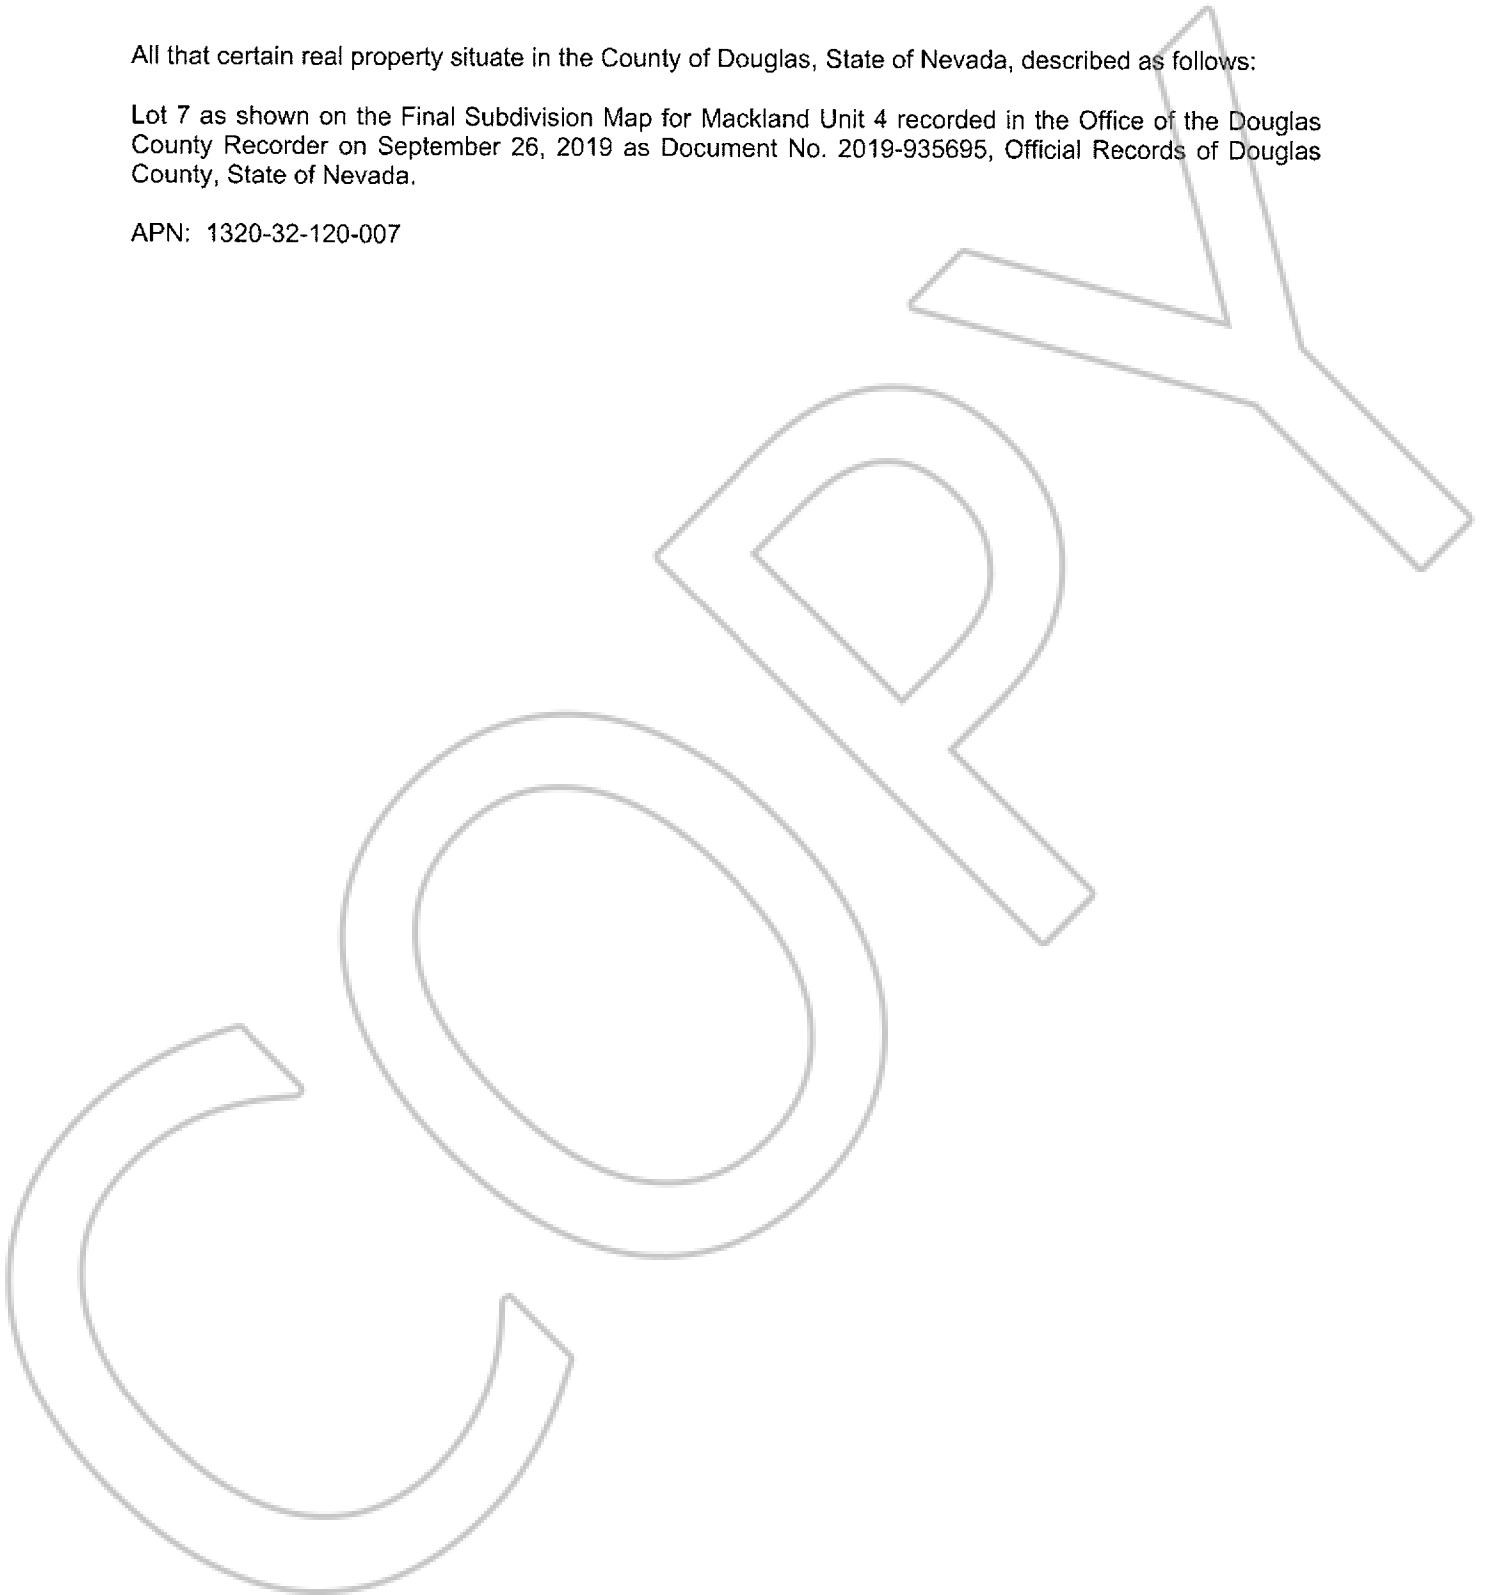 All that certain real property situate in the County of Douglas, State of Nevada, described as follows:
Lot 7 as shown on the Final Subdivision Map for Mackland Unit 4 recorded in the Office of the Douglas
County Recorder on September 26, 2019 as Document No. 2019-935695, Official Records of Douglas
County, State of Nevada.
APN: 1320-32-120-007
COPY